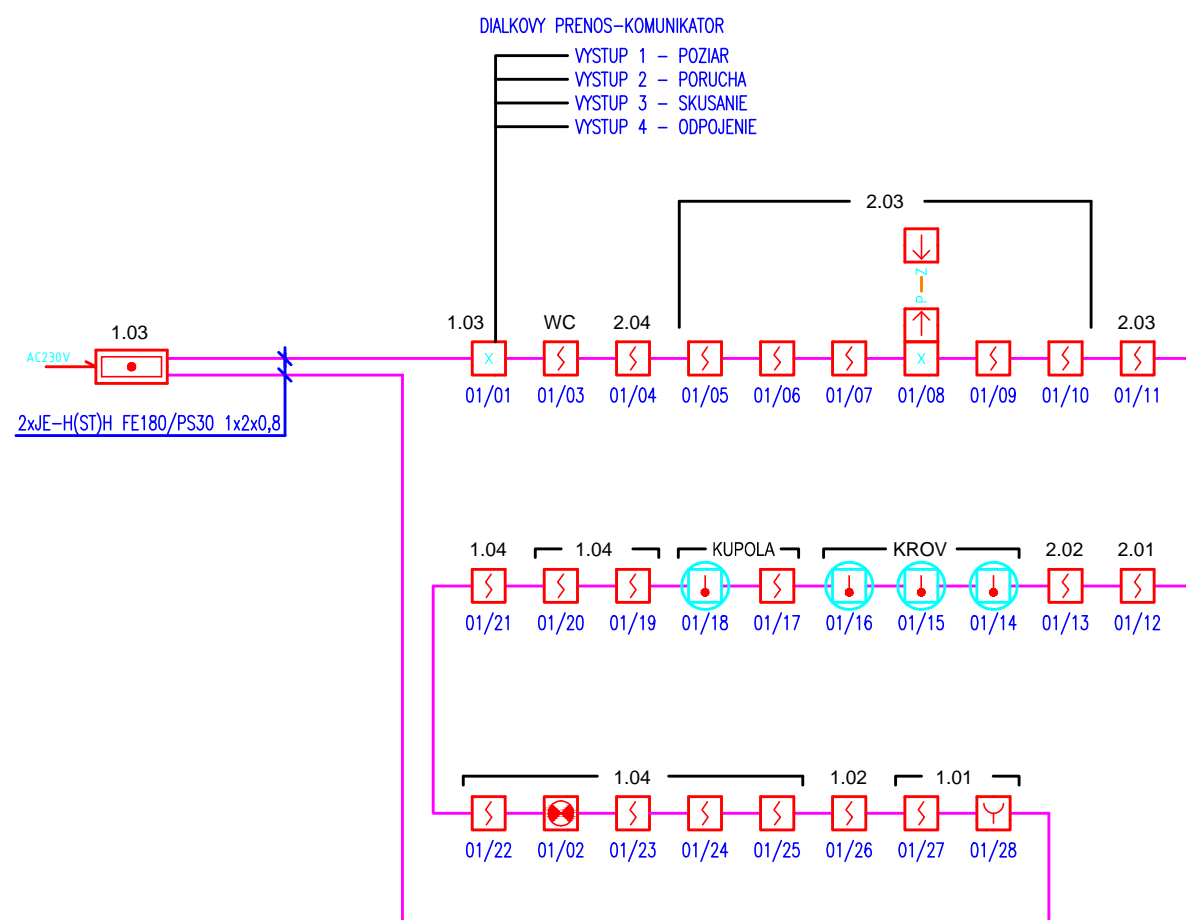 DIALKOVY PRENOS-KOMUNIKATOR
VYSTUP 1 - POZIAR
VYSTUP 2 - PORUCHA
VYSTUP 3 - SKUSANIE
VYSTUP 4 - ODPOJENIE
2.03
P Z
1.03
1.03 WC 2.04 2.03
AC230V
X X
01/01 01/03 01/04 01/05 01/06 01/07 01/08 01/09 01/10 01/11
2xJE-H(ST)H FE180/PS30 1x2x0,8
1.04 1.04 KUPOLA KROV 2.02 2.01
01/21 01/20 01/19 01/18 01/17 01/16 01/15 01/14 01/13 01/12
1.04 1.02 1.01
01/22 01/02 01/23 01/24 01/25 01/26 01/27 01/28